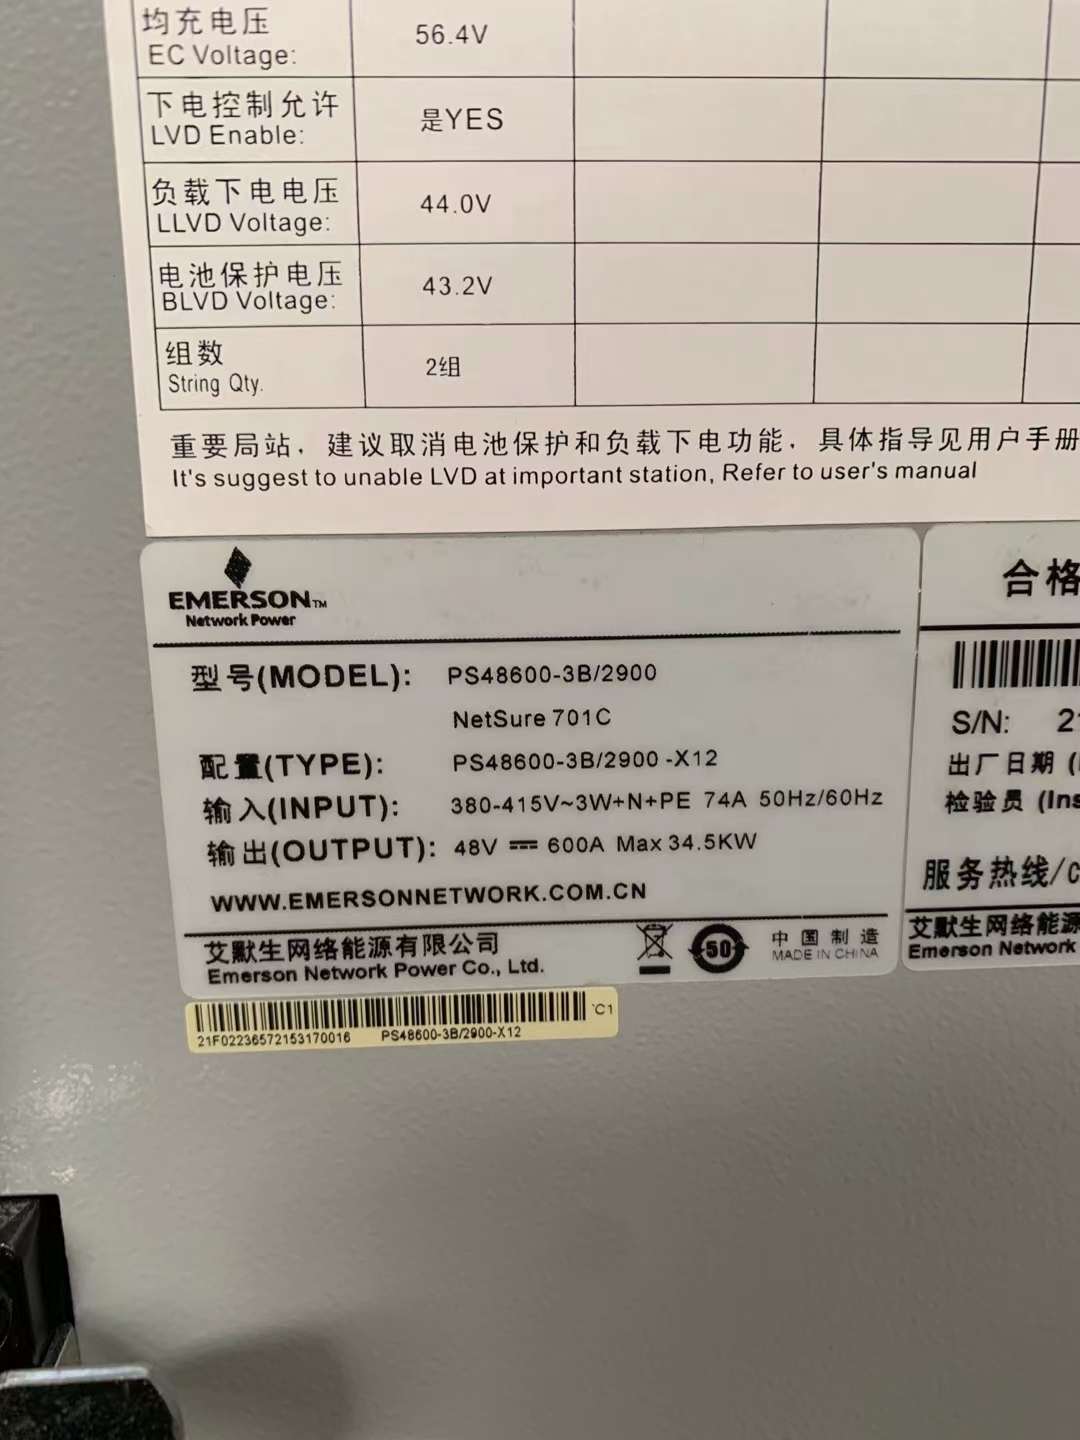 均充电压
EC Voltage:
56.4V
下电控制允许
LVD Enable:
是YES
负载下电电压
LLVD Voltage:
44.0V
电池保护电压
BLVD Voltage:
43.2V
组数
String Qty.
2组
重要局站，建议取消电池保护和负载下电功能，具体指导见用户手册
It's suggest to unable LVD at important station, Refer to user's manual
EMERSON™
Network Power
型号(MODEL): PS48600-3B/2900
NetSure 701C
配置(TYPE): PS48600-3B/2900 -X12
输入(INPUT): 380-415V~3W+N+PE 74A 50Hz/60Hz
输出(OUTPUT): 48V ⎓ 600A Max 34.5KW
WWW.EMERSONNETWORK.COM.CN
艾默生网络能源有限公司
Emerson Network Power Co., Ltd.
50
中国制造
MADE IN CHINA
21F02236572153170016 PS48600-3B/2900-X12
C1
合格
S/N: 2
出厂日期 (
检验员 (Ins
服务热线/C
艾默生网络能源
Emerson Network